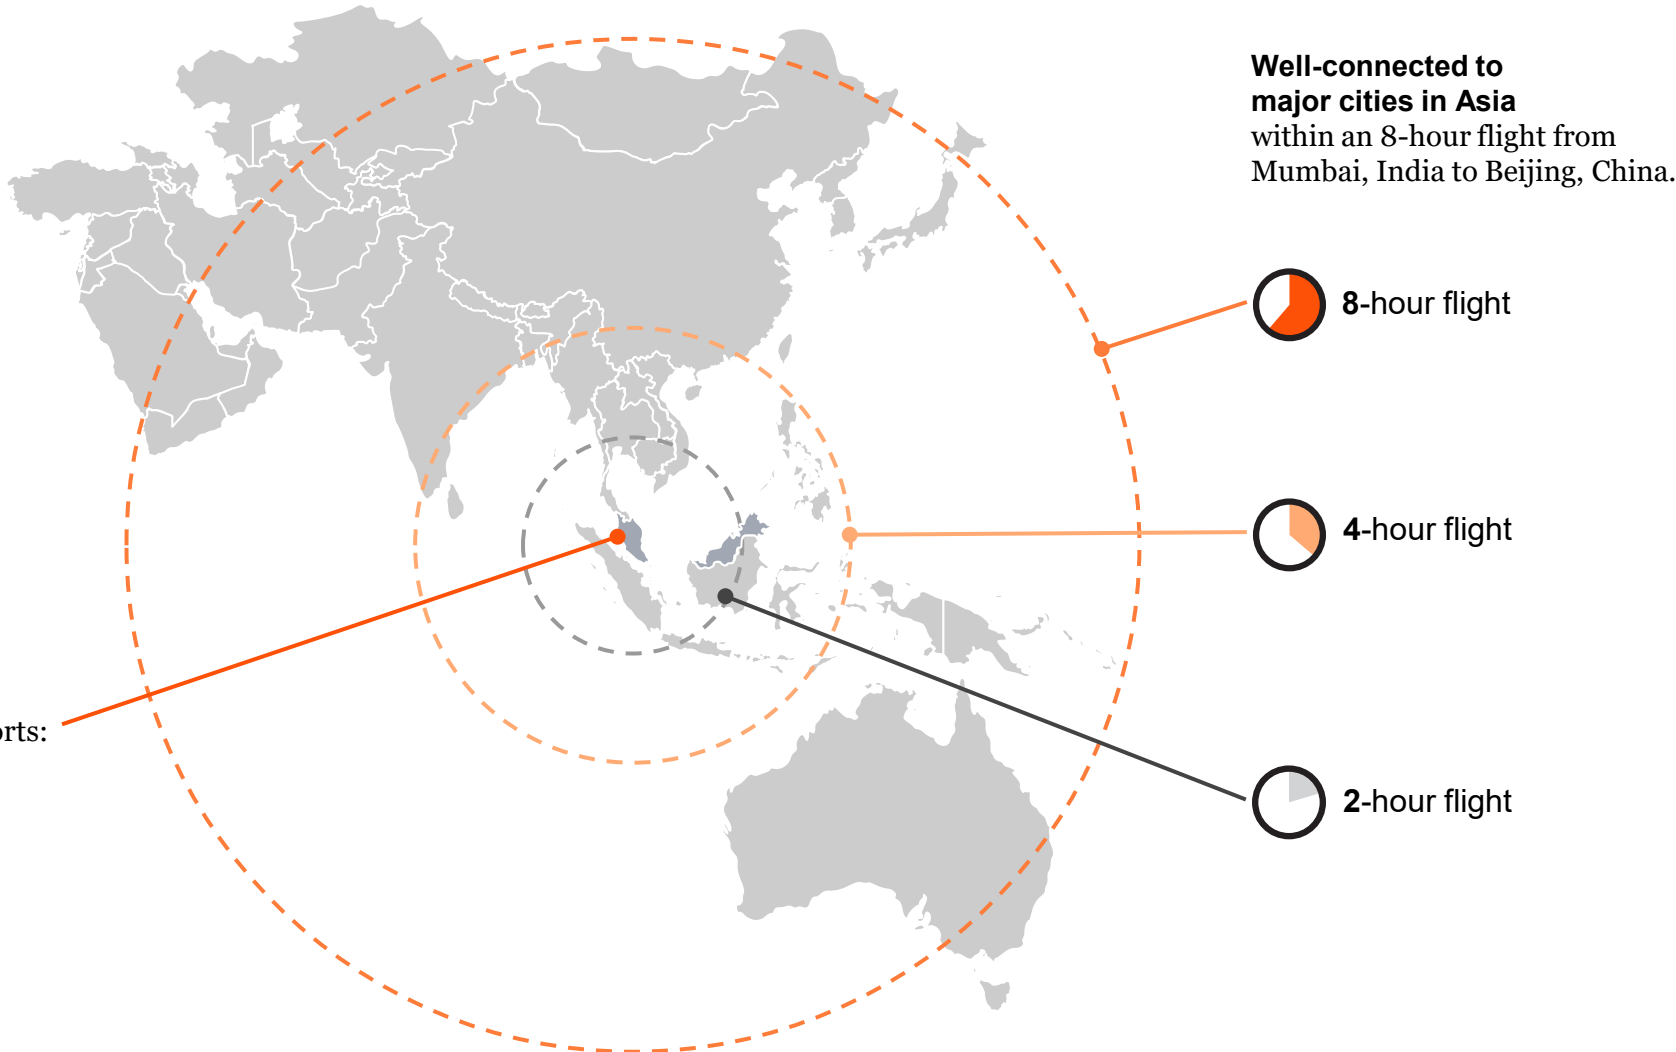 Well-connected to
major cities in Asia
within an 8-hour flight from
Mumbai, India to Beijing, China.
8-hour flight
4-hour flight
orts:
2-hour flight